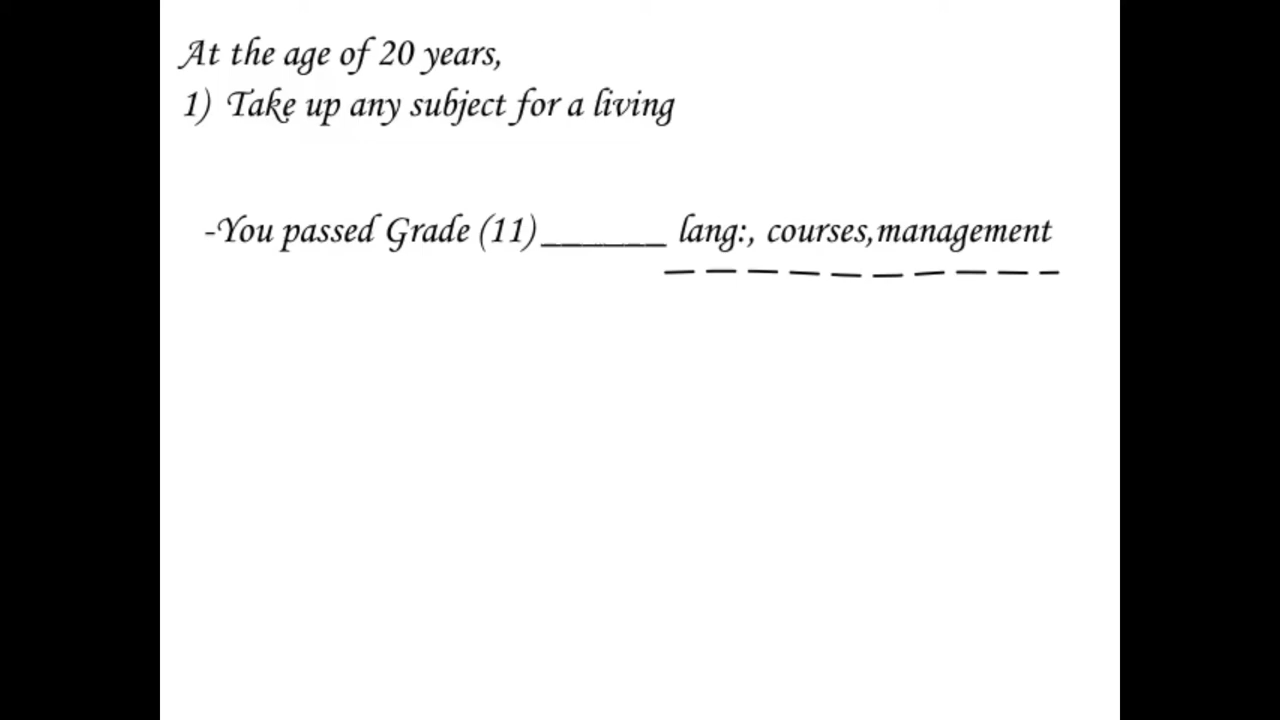 At the age of 20 years,
1) Take up any subject for a living
-You passed Grade (11)______ lang:, courses,management